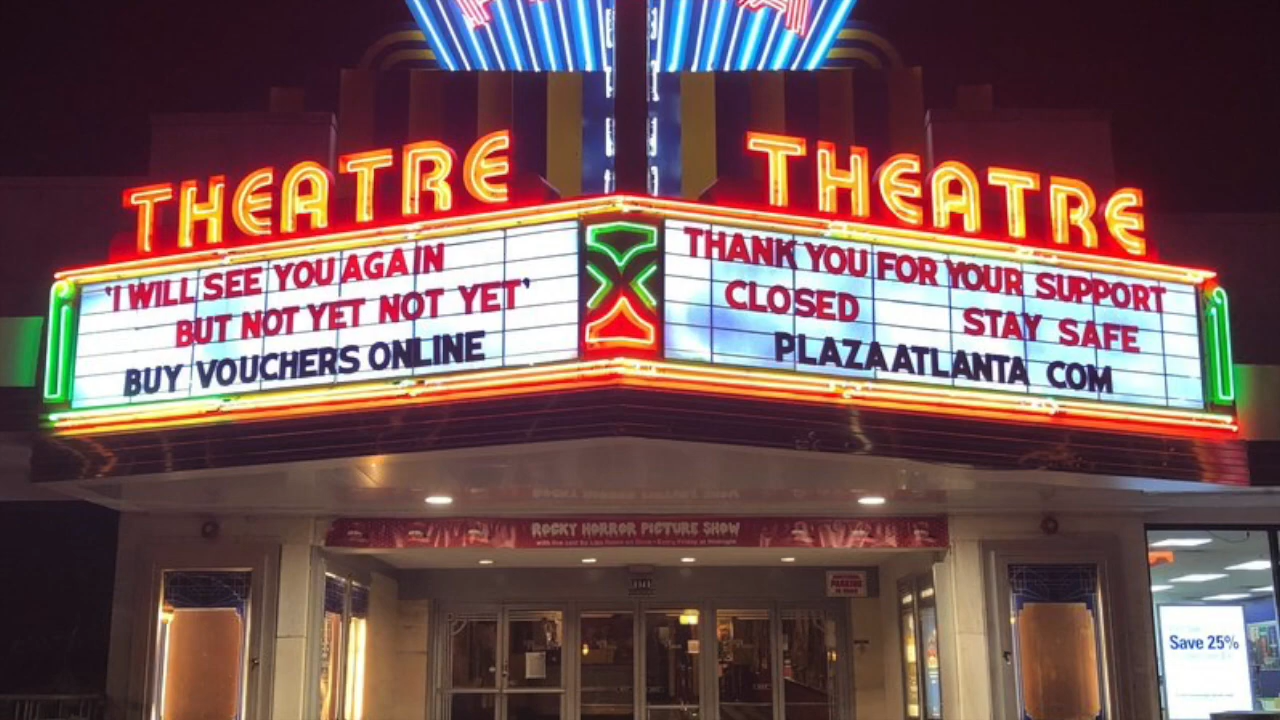 THEATRE
'I WILL SEE YOU AGAIN
BUT NOT YET NOT YET'
BUY VOUCHERS ONLINE
THEATRE
THANK YOU FOR YOUR SUPPORT
CLOSED STAY SAFE
PLAZAATLANTA COM
ROCKY HORROR PICTURE SHOW
PARKING
Save 25%